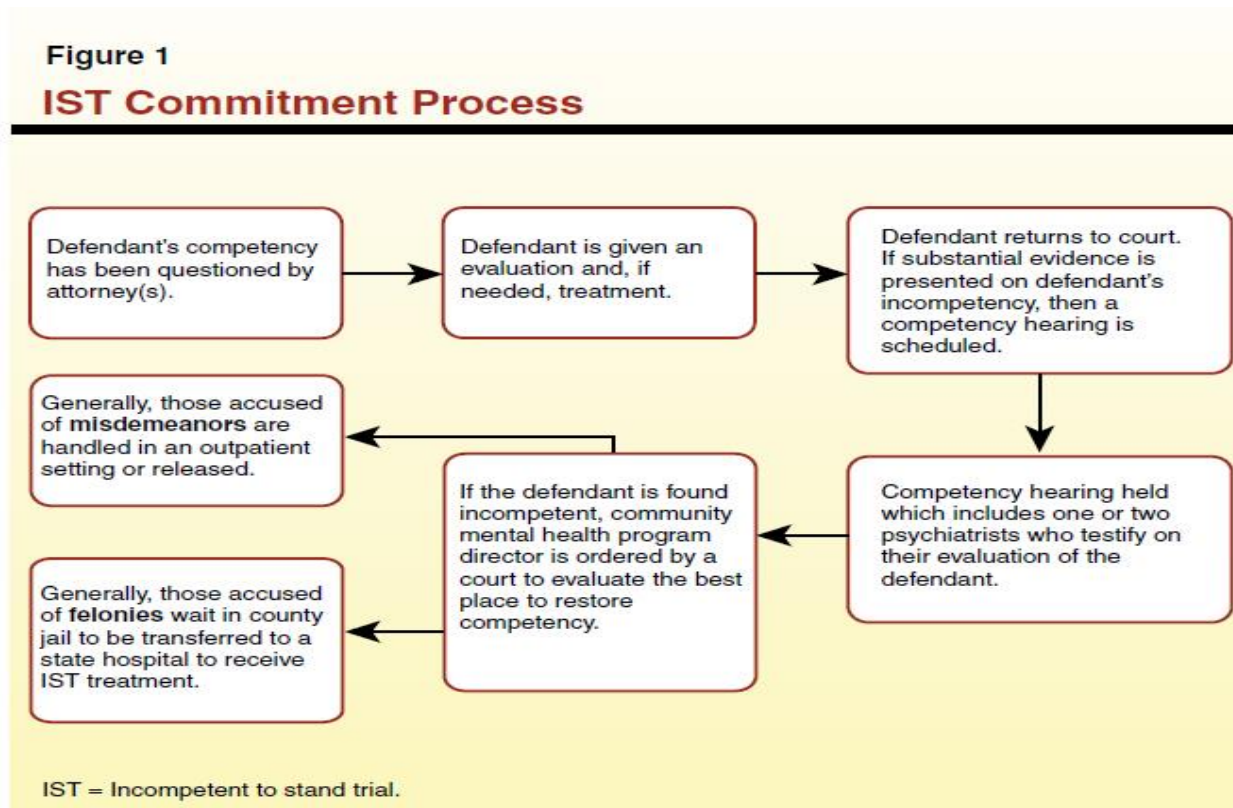 Figure 1
IST Commitment Process
Defendant's competency
has been questioned by
attorney(s).
Defendant is given an
evaluation and, if
needed, treatment.
Defendant returns to court.
If substantial evidence is
presented on defendant's
incompetency, then a
competency hearing is
scheduled.
Competency hearing held
which includes one or two
psychiatrists who testify on
their evaluation of the
defendant.
If the defendant is found
incompetent, community
mental health program
director is ordered by a
court to evaluate the best
place to restore
competency.
Generally, those accused
of misdemeanors are
handled in an outpatient
setting or released.
Generally, those accused
of felonies wait in county
jail to be transferred to a
state hospital to receive
IST treatment.
IST = Incompetent to stand trial.